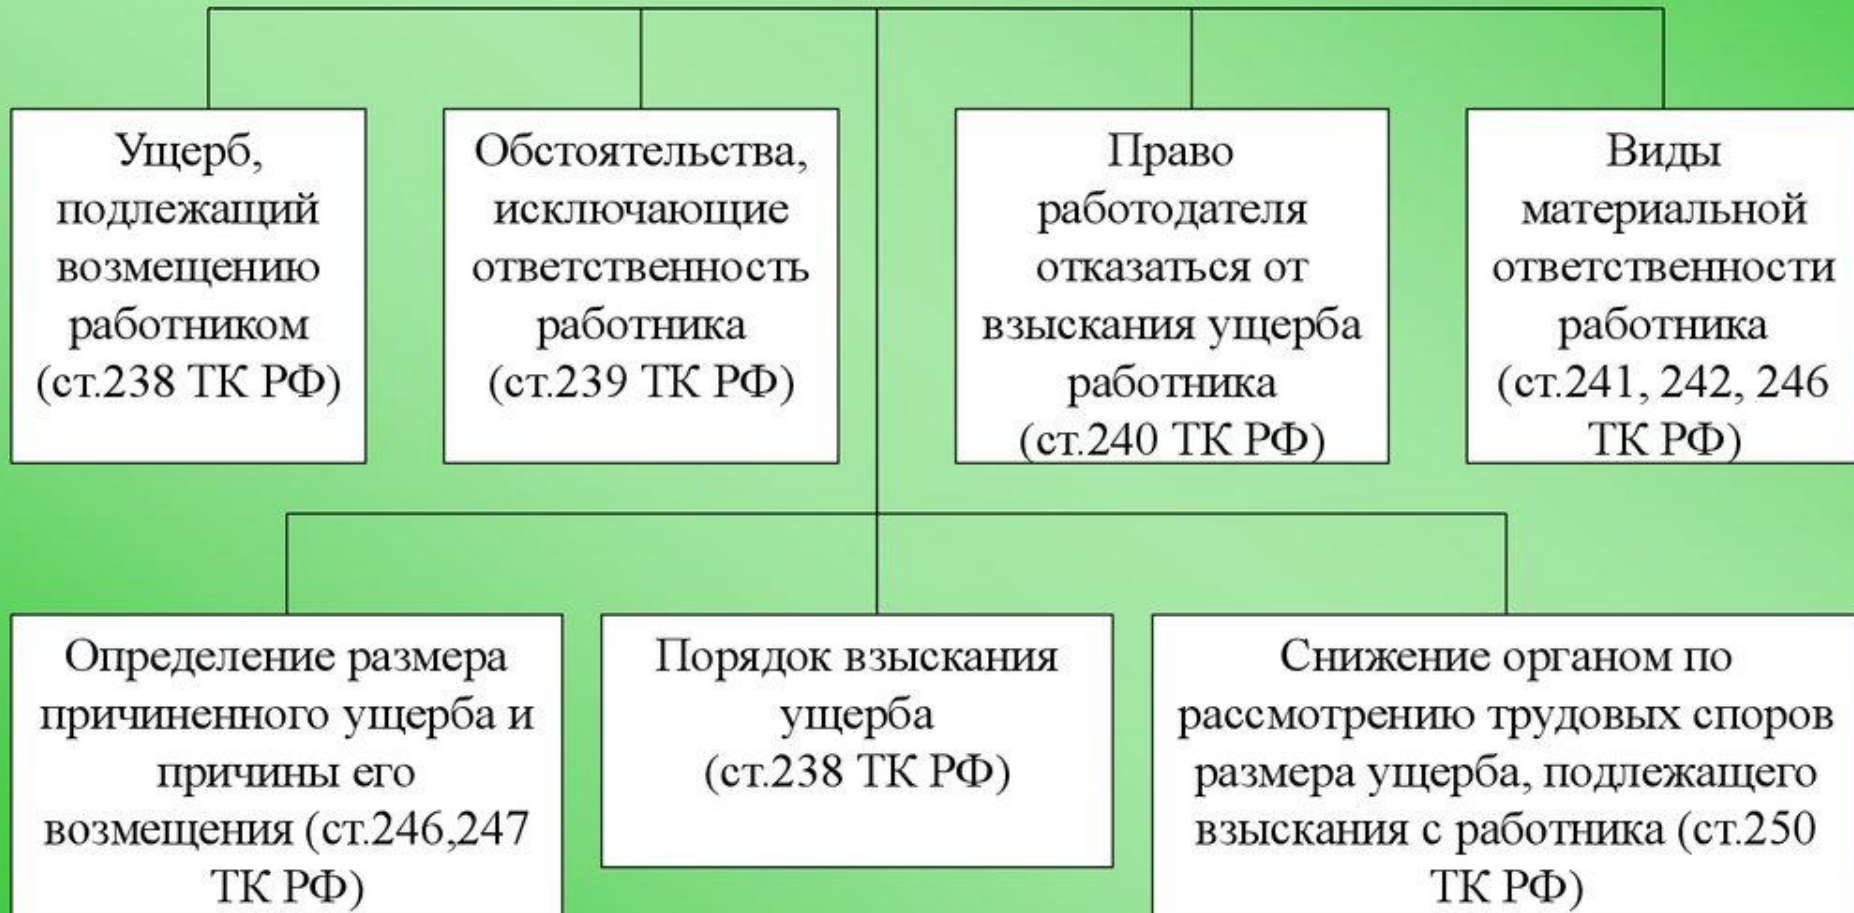 Ущерб,
подлежащий
возмещению
работником
(ст.238 ТК РФ)
Обстоятельства,
исключающие
ответственность
работника
(ст.239 ТК РФ)
Право
работодателя
отказаться от
взыскания ущерба
работника
(ст.240 ТК РФ)
Виды
материальной
ответственности
работника
(ст.241, 242, 246
ТК РФ)
Определение размера
причиненного ущерба и
причины его
возмещения (ст.246,247
ТК РФ)
Порядок взыскания
ущерба
(ст.238 ТК РФ)
Снижение органом по
рассмотрению трудовых споров
размера ущерба, подлежащего
взыскания с работника (ст.250
ТК РФ)